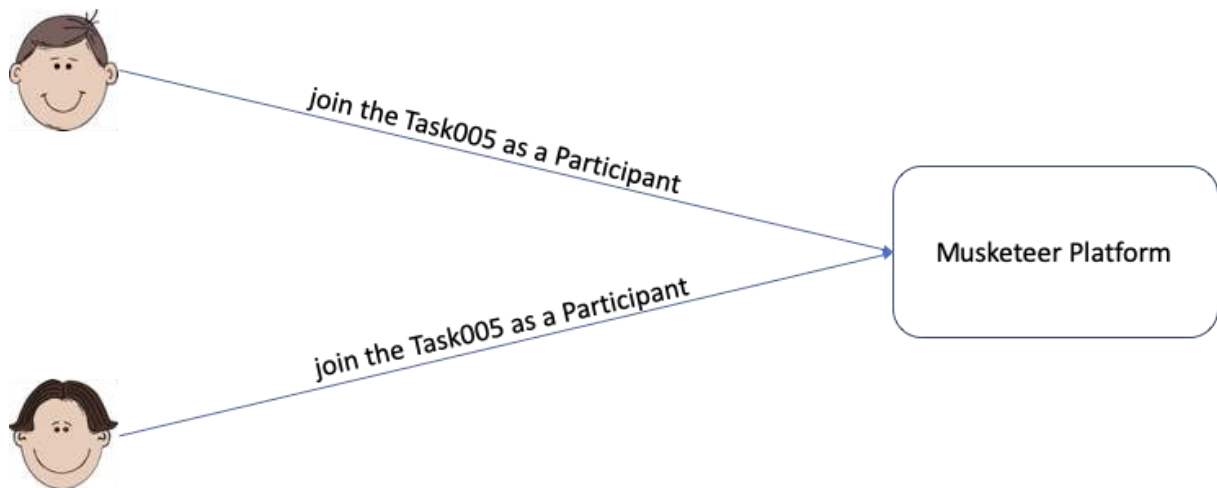 join the Task005 as a Participant
Musketeer Platform
join the Task005 as a Participant